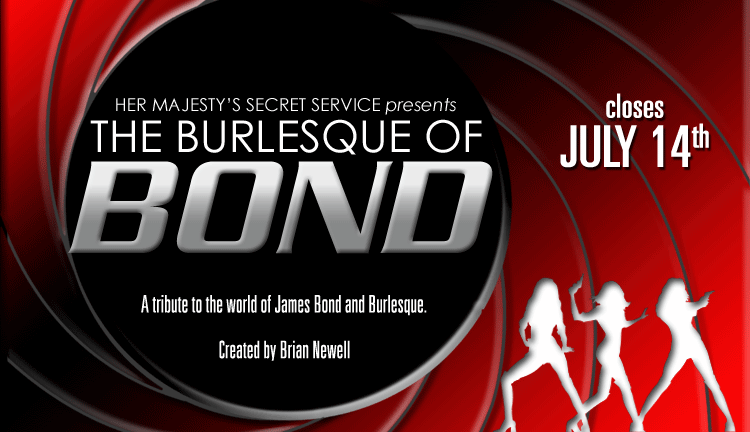 HER MAJESTY'S SECRET SERVICE presents
THE BURLESQUE OF
BOND
A tribute to the world of James Bond and Burlesque.
Created by Brian Newell
closes
JULY 14th